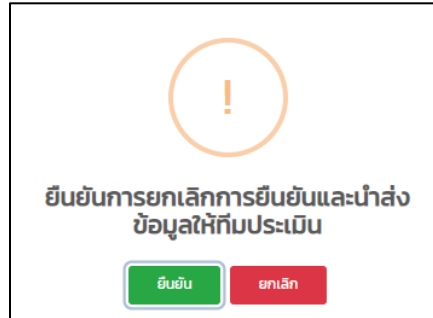 !
ยืนยันการยกเลิกการยืนยันและนำส่ง
ข้อมูลให้ทีมประเมิน
ยืนยัน ยกเลิก